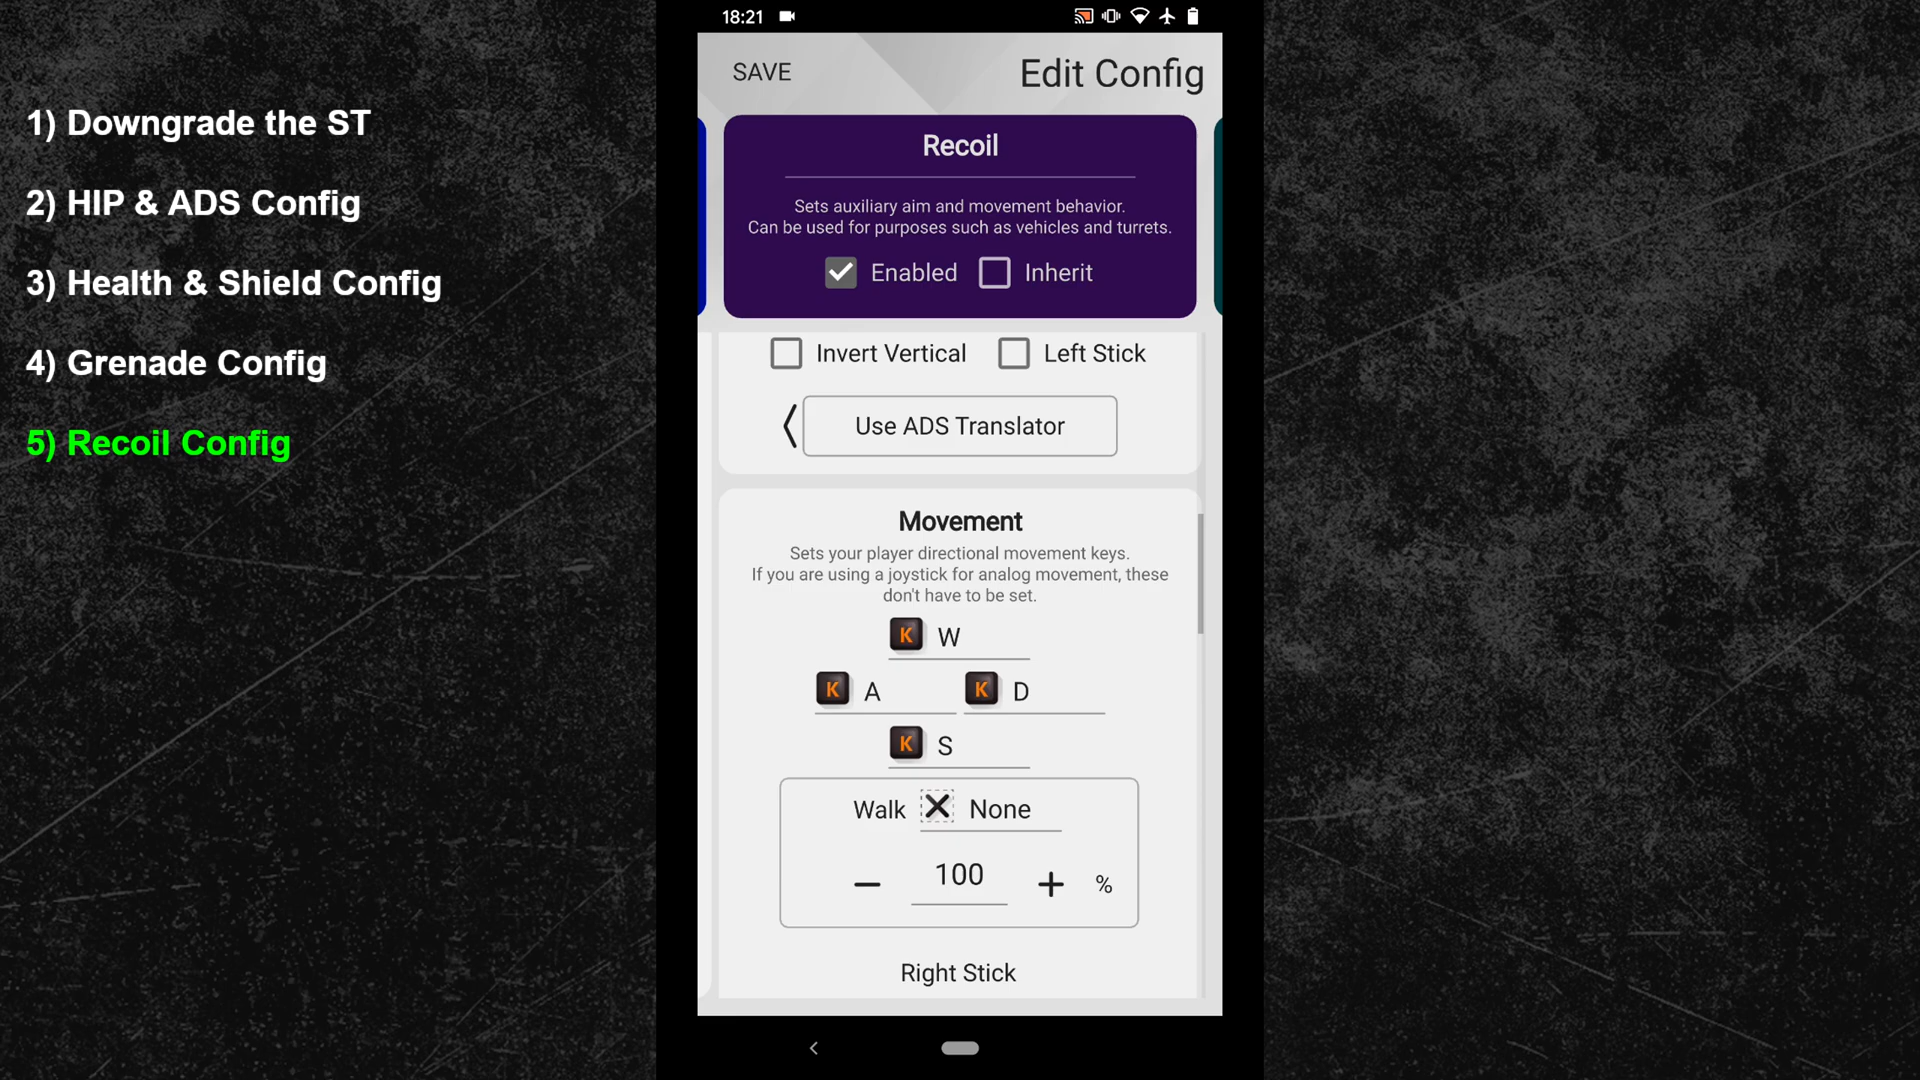 1) Downgrade the ST
2) HIP & ADS Config
3) Health & Shield Config
4) Grenade Config
5) Recoil Config
18:21
SAVE
Edit Config
Recoil
Sets auxiliary aim and movement behavior.
Can be used for purposes such as vehicles and turrets.
Enabled Inherit
Invert Vertical Left Stick
Use ADS Translator
Movement
Sets your player directional movement keys.
If you are using a joystick for analog movement, these
don't have to be set.
K W
K A K D
K S
Walk None
− 100 + %
Right Stick